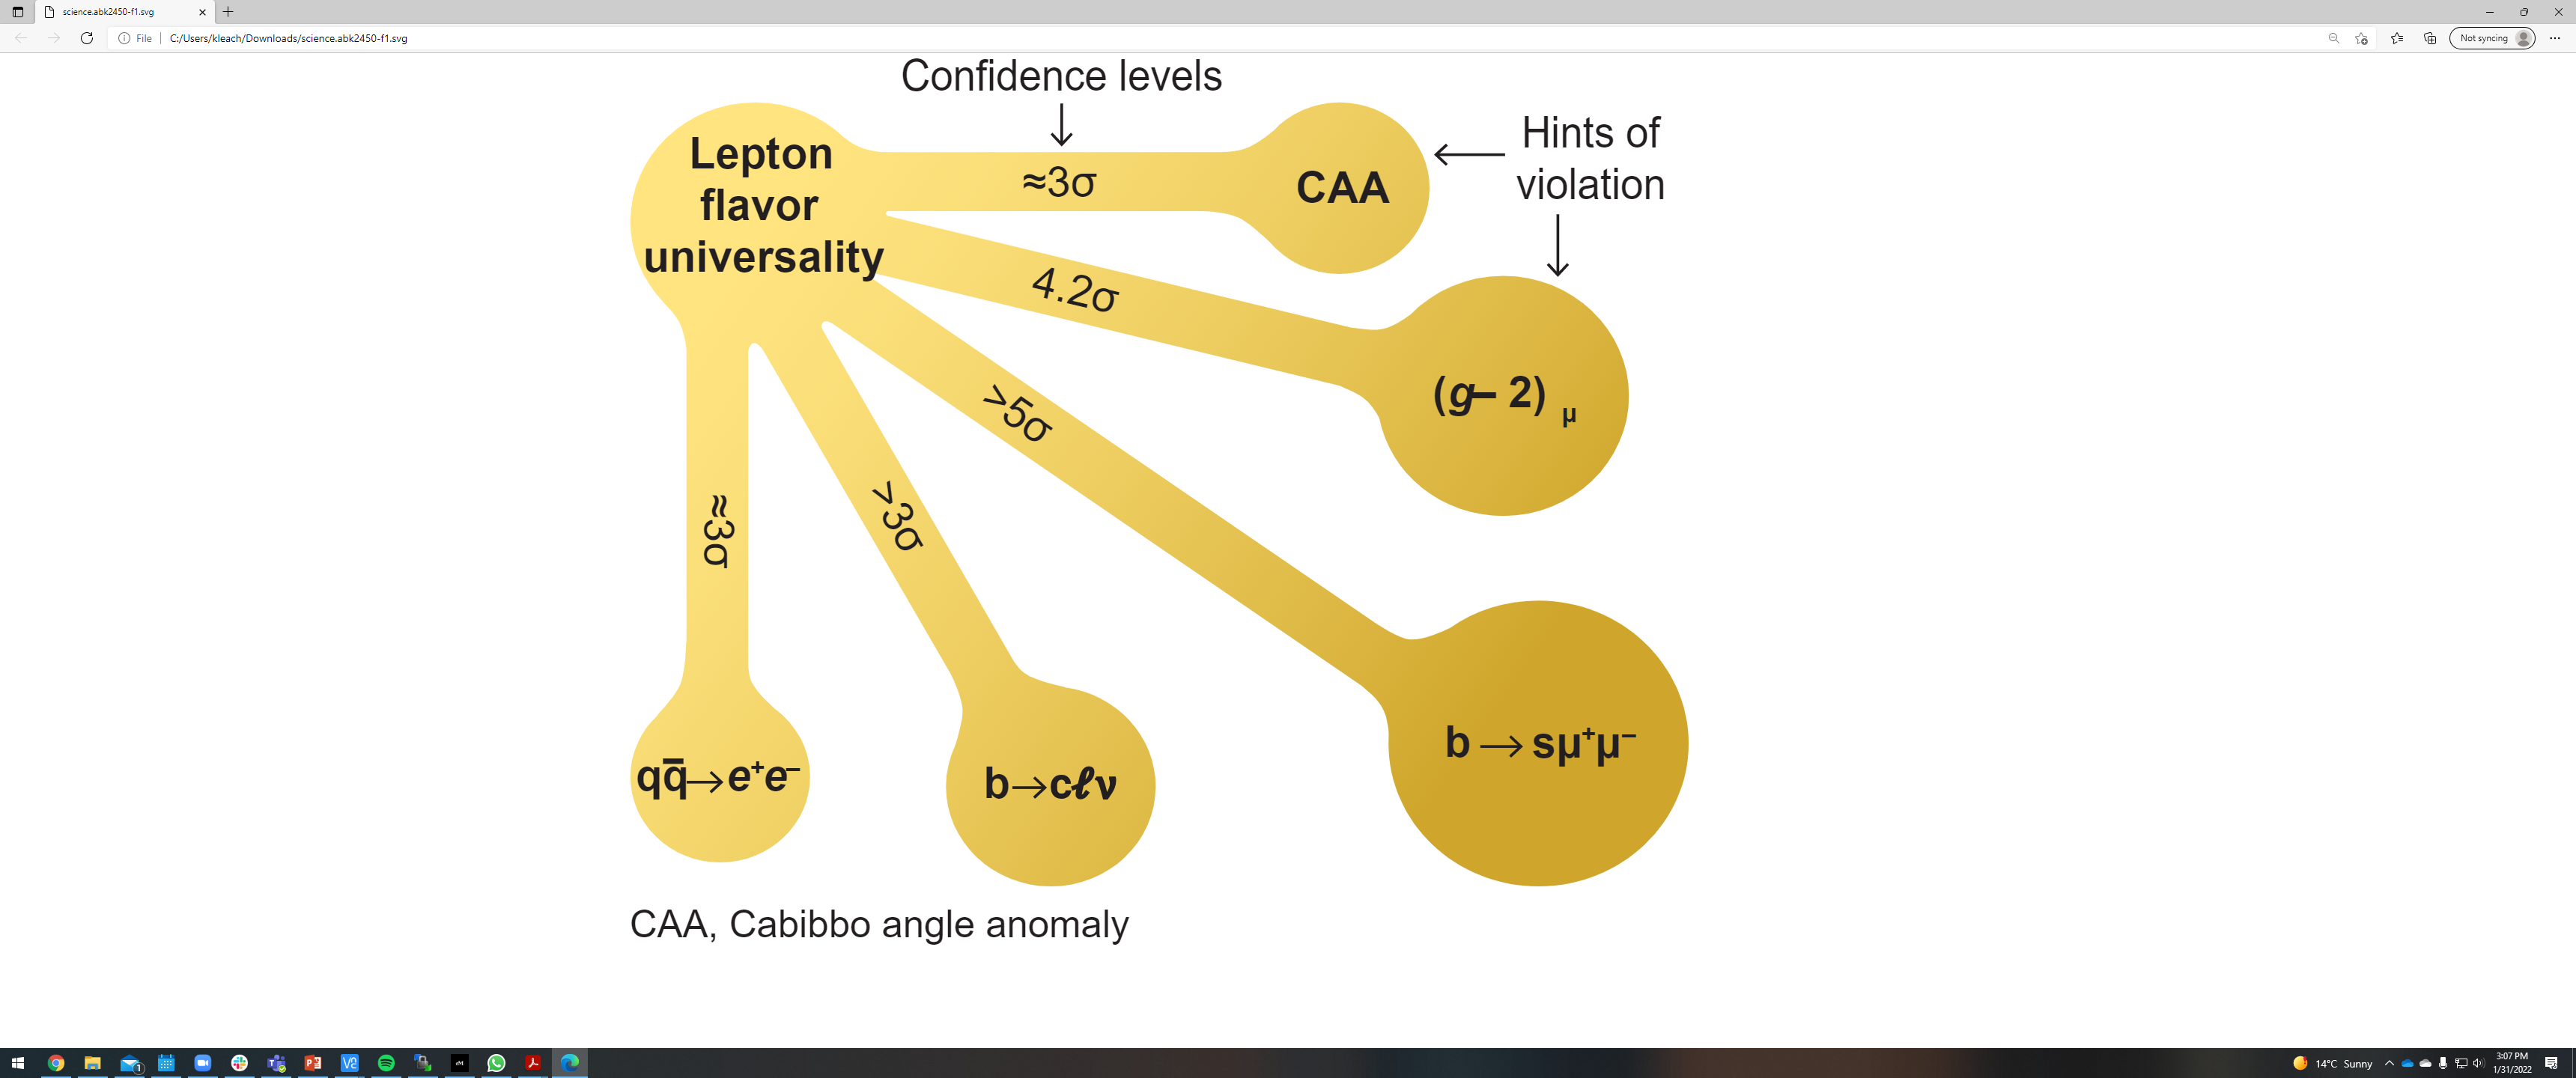 science.abk2450-f1.svg
File
C:/Users/kleach/Downloads/science.abk2450-f1.svg
Not syncing
Confidence levels
Lepton
flavor
universality
≈3σ
CAA
Hints of
violation
4.2σ
(g– 2) μ
>5σ
b → sμ⁺μ⁻
>3σ
b→cℓν
≈3σ
qq̄→e⁺e⁻
CAA, Cabibbo angle anomaly
1
14°C Sunny
3:07 PM
1/31/2022